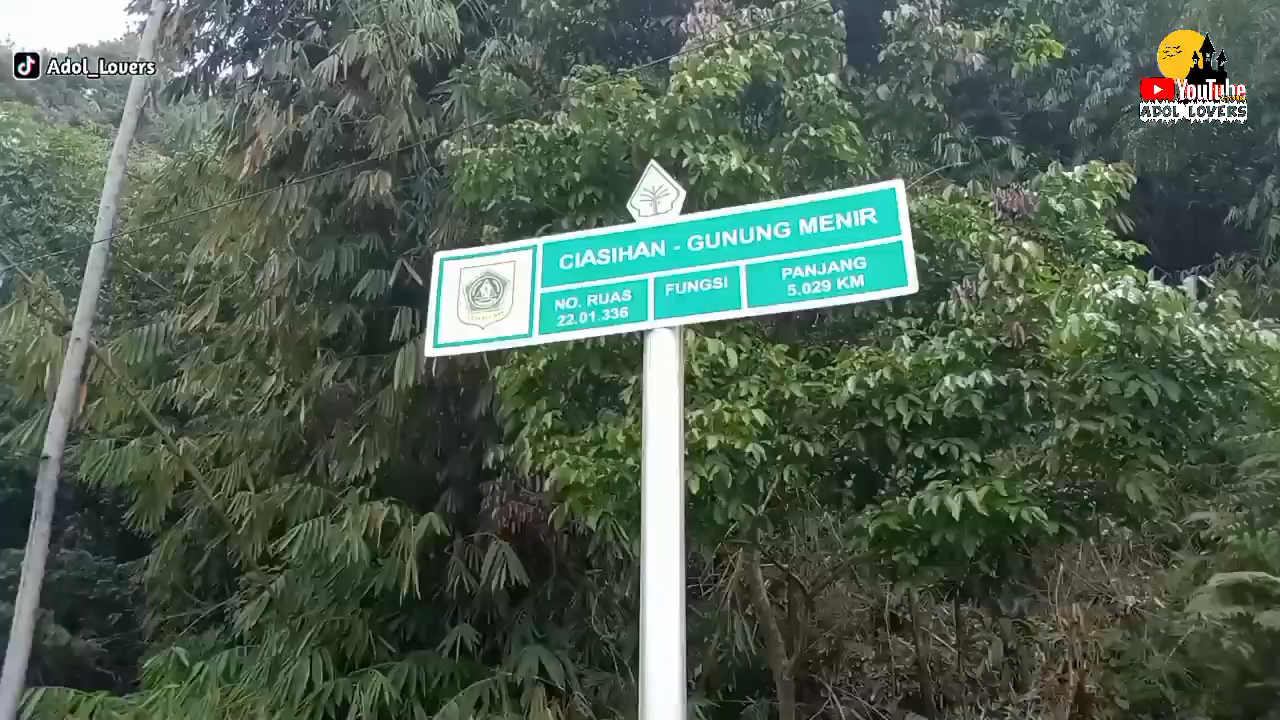 Adol_Lovers
YouTube
ADOL LOVERS
CIASIHAN - GUNUNG MENIR
NO. RUAS
22.01.336
FUNGSI
PANJANG
5.029 KM